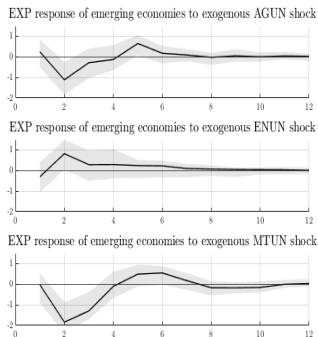 EXP response of emerging economies to exogenous AGUN shock
1
0
-1
-2
0 2 4 6 8 10 12
EXP response of emerging economies to exogenous ENUN shock
1
0
-1
-2
0 2 4 6 8 10 12
EXP response of emerging economies to exogenous MTUN shock
1
0
-1
-2
0 2 4 6 8 10 12